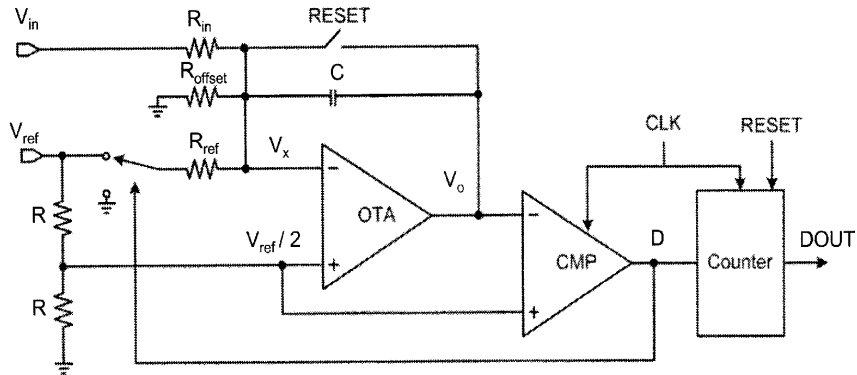 V_in
R_in
RESET
R_offset
C
V_ref
R_ref
V_x
CLK
RESET
−
V_o
−
R
OTA
D
DOUT
V_ref / 2
+
CMP
Counter
R
+